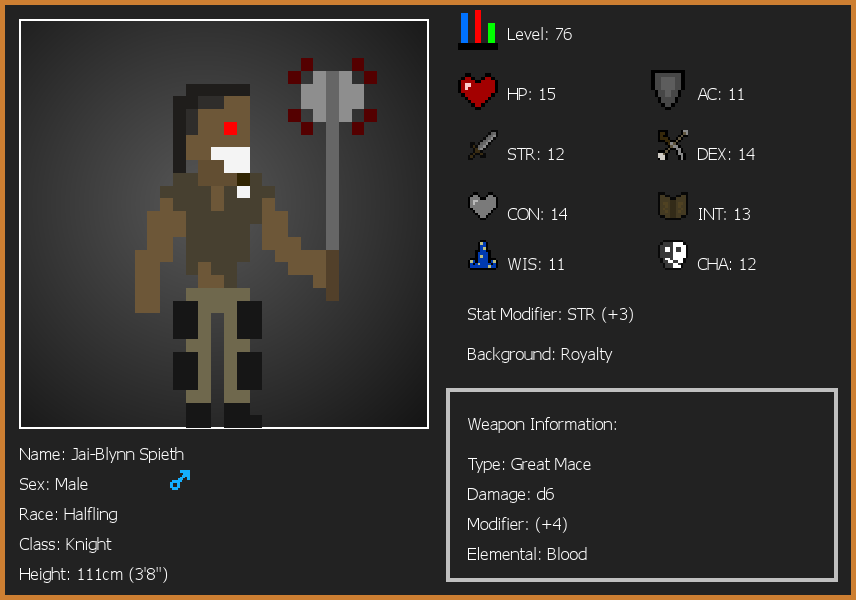 Level: 76
HP: 15
AC: 11
STR: 12
DEX: 14
CON: 14
INT: 13
WIS: 11
CHA: 12
Stat Modifier: STR (+3)
Background: Royalty
Weapon Information:
Type: Great Mace
Damage: d6
Modifier: (+4)
Elemental: Blood
Name: Jai-Blynn Spieth
Sex: Male
Race: Halfling
Class: Knight
Height: 111cm (3'8")